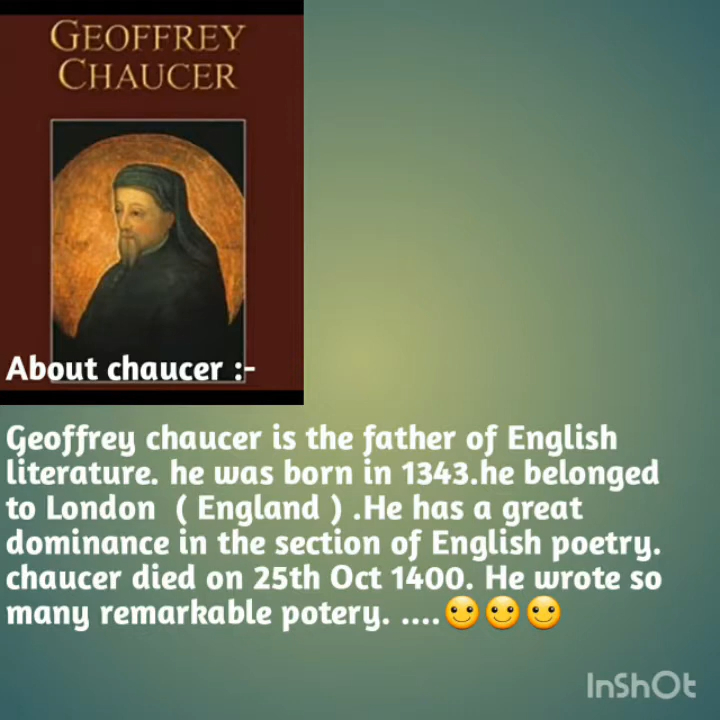 GEOFFREY
CHAUCER
About chaucer :-
Geoffrey chaucer is the father of English
literature. he was born in 1343.he belonged
to London ( England ) .He has a great
dominance in the section of English poetry.
chaucer died on 25th Oct 1400. He wrote so
many remarkable potery. ....🙂🙂🙂
InShOt